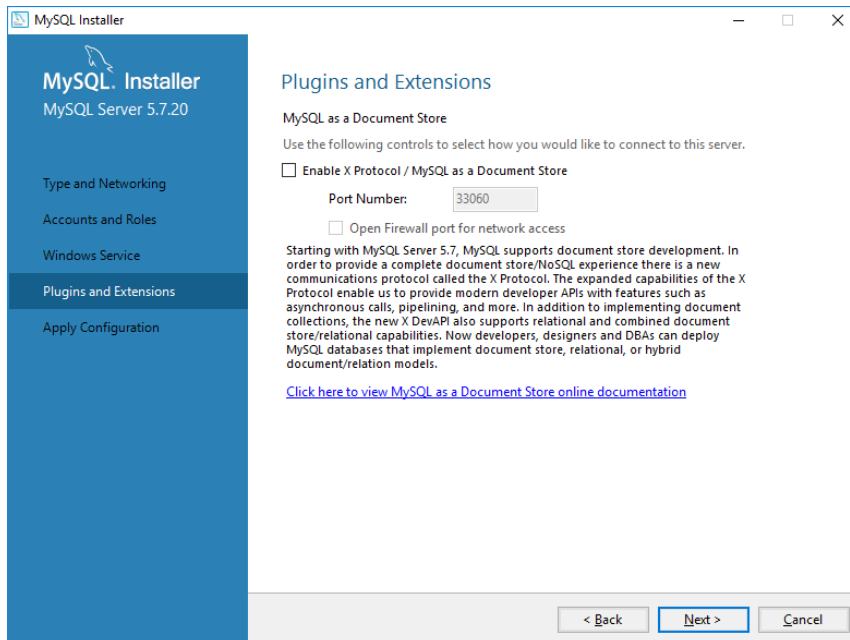 MySQL Installer
MySQL. Installer
MySQL Server 5.7.20
Type and Networking
Accounts and Roles
Windows Service
Plugins and Extensions
Apply Configuration
Plugins and Extensions
MySQL as a Document Store
Use the following controls to select how you would like to connect to this server.
Enable X Protocol / MySQL as a Document Store
Port Number: 33060
Open Firewall port for network access
Starting with MySQL Server 5.7, MySQL supports document store development. In
order to provide a complete document store/NoSQL experience there is a new
communications protocol called the X Protocol. The expanded capabilities of the X
Protocol enable us to provide modern developer APIs with features such as
asynchronous calls, pipelining, and more. In addition to implementing document
collections, the new X DevAPI also supports relational and combined document
store/relational capabilities. Now developers, designers and DBAs can deploy
MySQL databases that implement document store, relational, or hybrid
document/relation models.
Click here to view MySQL as a Document Store online documentation
< Back Next > Cancel